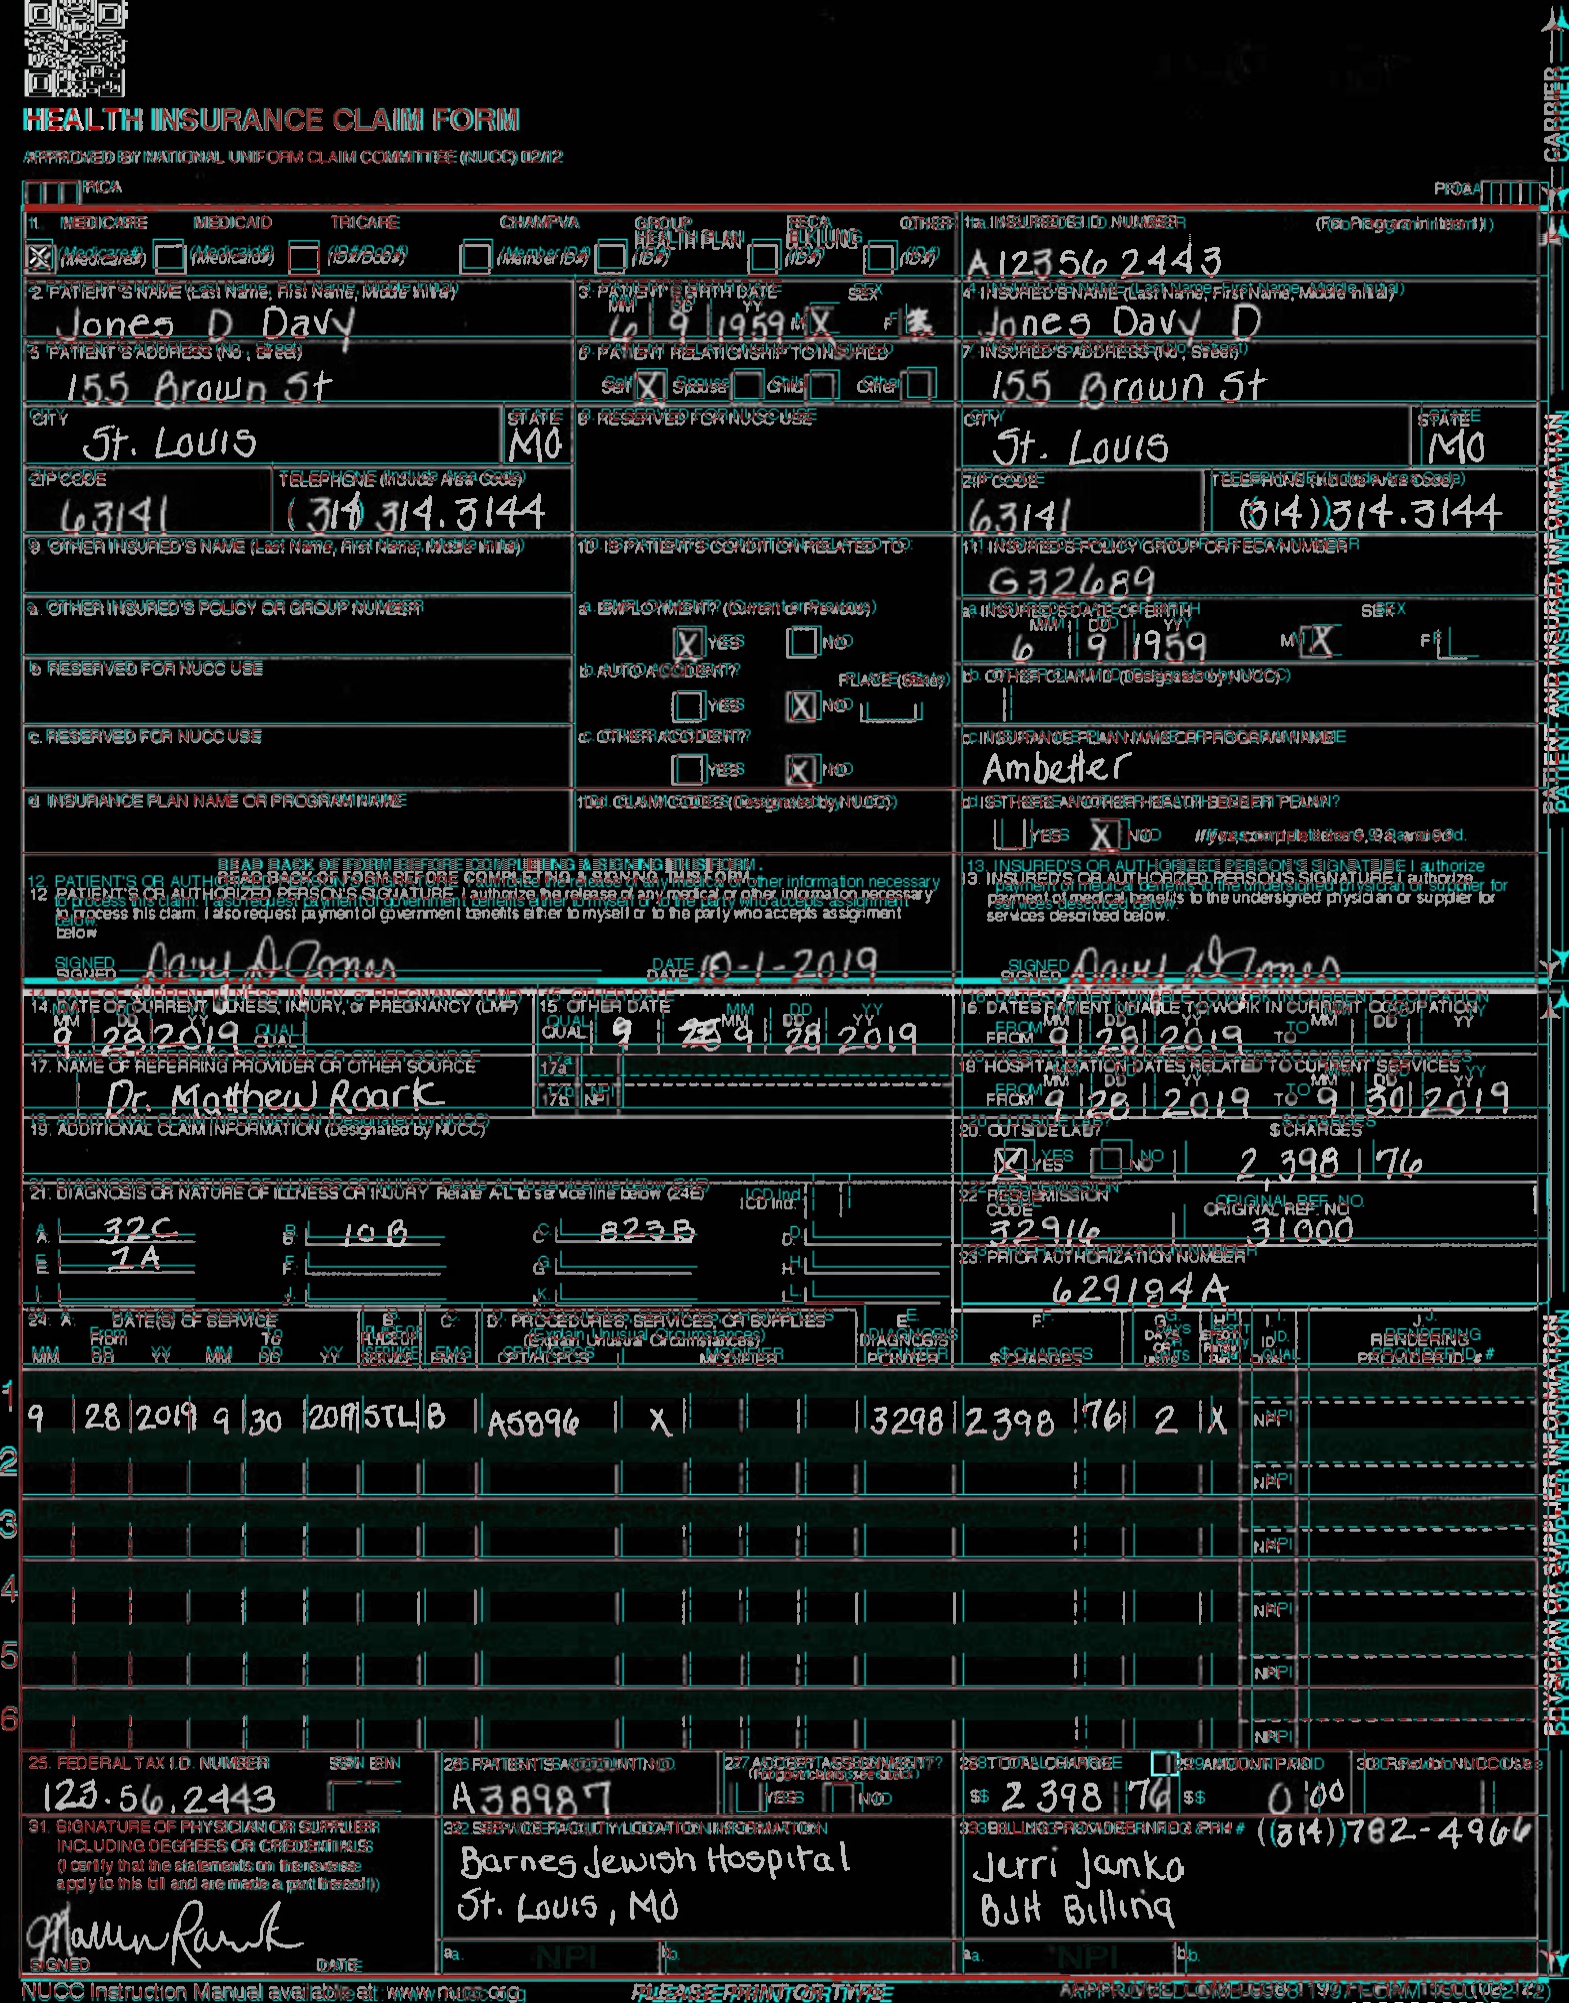 HEALTH INSURANCE CLAIM FORM
APPROVED BY NATIONAL UNIFORM CLAIM COMMITTEE (NUCC) 02/12
PICA PICA
1. MEDICARE MEDICAID TRICARE CHAMPVA GROUP HEALTH PLAN FECA BLK LUNG OTHER
X (Medicare#) (Medicaid#) (ID#/DoD#) (Member ID#) (ID#) (ID#) (ID#)
1a. INSURED'S I.D. NUMBER (For Program in Item 1)
A123562443
2. PATIENT'S NAME (Last Name, First Name, Middle Initial)
Jones D Davy
3. PATIENT'S BIRTH DATE SEX
MM DD YY
6 9 1959 M X F
4. INSURED'S NAME (Last Name, First Name, Middle Initial)
Jones Davy D
5. PATIENT'S ADDRESS (No., Street)
155 Brown St
6. PATIENT RELATIONSHIP TO INSURED
Self X Spouse Child Other
7. INSURED'S ADDRESS (No., Street)
155 Brown St
CITY STATE
St. Louis MO
8. RESERVED FOR NUCC USE
CITY STATE
St. Louis MO
ZIP CODE TELEPHONE (Include Area Code)
63141 (314) 314.3144
ZIP CODE TELEPHONE (Include Area Code)
63141 (314) 314.3144
9. OTHER INSURED'S NAME (Last Name, First Name, Middle Initial)
10. IS PATIENT'S CONDITION RELATED TO:
11. INSURED'S POLICY GROUP OR FECA NUMBER
G32689
a. OTHER INSURED'S POLICY OR GROUP NUMBER
a. EMPLOYMENT? (Current or Previous)
X YES NO
a. INSURED'S DATE OF BIRTH SEX
MM DD YY
6 9 1959 M X F
b. RESERVED FOR NUCC USE
b. AUTO ACCIDENT? PLACE (State)
YES X NO
b. OTHER CLAIM ID (Designated by NUCC)
c. RESERVED FOR NUCC USE
c. OTHER ACCIDENT?
YES X NO
c. INSURANCE PLAN NAME OR PROGRAM NAME
Ambetter
d. INSURANCE PLAN NAME OR PROGRAM NAME
10d. CLAIM CODES (Designated by NUCC)
d. IS THERE ANOTHER HEALTH BENEFIT PLAN?
YES X NO If yes, complete items 9, 9a, and 9d.
READ BACK OF FORM BEFORE COMPLETING & SIGNING THIS FORM.
12. PATIENT'S OR AUTHORIZED PERSON'S SIGNATURE I authorize the release of any medical or other information necessary
to process this claim. I also request payment of government benefits either to myself or to the party who accepts assignment
below.
SIGNED Davy D Jones DATE 10-1-2019
13. INSURED'S OR AUTHORIZED PERSON'S SIGNATURE I authorize
payment of medical benefits to the undersigned physician or supplier for
services described below.
SIGNED Davy D Jones
14. DATE OF CURRENT ILLNESS, INJURY, or PREGNANCY (LMP)
MM DD YY
9 28 2019 QUAL.
15. OTHER DATE MM DD YY
QUAL. 9 28 9 28 2019
16. DATES PATIENT UNABLE TO WORK IN CURRENT OCCUPATION
MM DD YY MM DD YY
FROM 9 28 2019 TO
17. NAME OF REFERRING PROVIDER OR OTHER SOURCE
Dr. Matthew Roark
17a.
17b. NPI
18. HOSPITALIZATION DATES RELATED TO CURRENT SERVICES
MM DD YY MM DD YY
FROM 9 28 2019 TO 9 30 2019
19. ADDITIONAL CLAIM INFORMATION (Designated by NUCC)
20. OUTSIDE LAB? $ CHARGES
X YES NO 2,398 76
21. DIAGNOSIS OR NATURE OF ILLNESS OR INJURY Relate A-L to service line below (24E) ICD Ind.
A. 32C B. 10B C. 823B D.
E. 7A F. G. H.
I. J. K. L.
22. RESUBMISSION CODE ORIGINAL REF. NO.
32916 31000
23. PRIOR AUTHORIZATION NUMBER
629194A
24. A. DATE(S) OF SERVICE B. C. D. PROCEDURES, SERVICES, OR SUPPLIES E. F. G. H. I. J.
From To PLACE OF (Explain Unusual Circumstances) DIAGNOSIS DAYS OR ID. RENDERING
MM DD YY MM DD YY SERVICE EMG CPT/HCPCS MODIFIER POINTER $ CHARGES UNITS QUAL. PROVIDER ID. #
1
9 28 2019 9 30 2019 STL B A5896 X 3298 2398 76 2 X NPI
2
NPI
3
NPI
4
NPI
5
NPI
6
NPI
25. FEDERAL TAX I.D. NUMBER SSN EIN
123.56.2443
26. PATIENT'S ACCOUNT NO.
A38987
27. ACCEPT ASSIGNMENT?
(For govt. claims, see back)
YES NO
28. TOTAL CHARGE
$ 2398 76
29. AMOUNT PAID
$ 0 00
30. Rsvd for NUCC Use
31. SIGNATURE OF PHYSICIAN OR SUPPLIER
INCLUDING DEGREES OR CREDENTIALS
(I certify that the statements on the reverse
apply to this bill and are made a part thereof.)
Matthew Roark
SIGNED DATE
32. SERVICE FACILITY LOCATION INFORMATION
Barnes Jewish Hospital
St. Louis, MO
a. NPI b.
33. BILLING PROVIDER INFO & PH # (314) 782-4966
Jerri Jamko
BJH Billing
a. NPI b.
NUCC Instruction Manual available at: www.nucc.org PLEASE PRINT OR TYPE
CARRIER
PATIENT AND INSURED INFORMATION
PHYSICIAN OR SUPPLIER INFORMATION